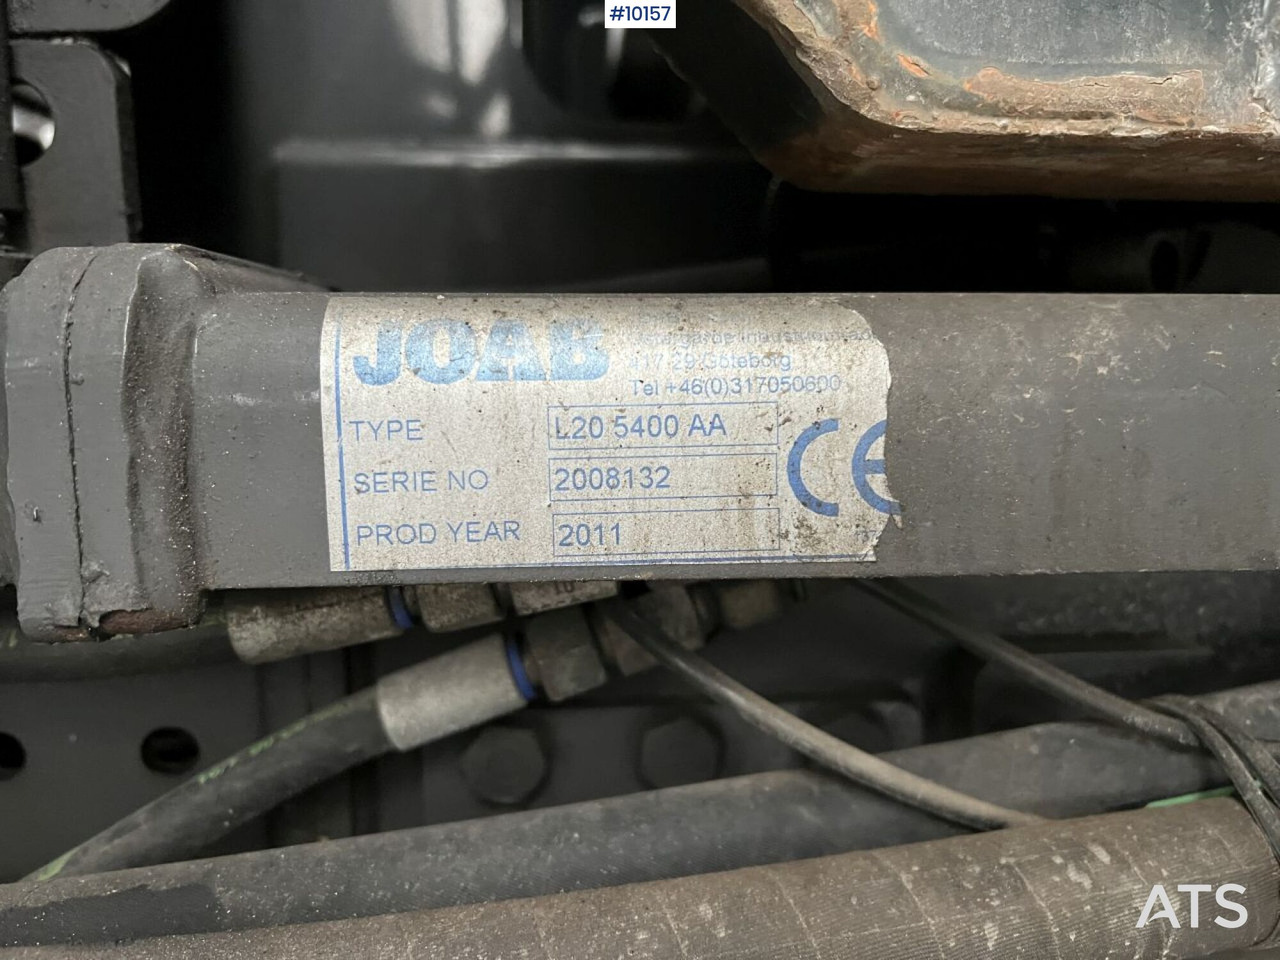 #10157
JOAB
417 29 Göteborg
Tel +46(0)317050600
TYPE L20 5400 AA
SERIE NO 2008132
PROD YEAR 2011
CE
ATS